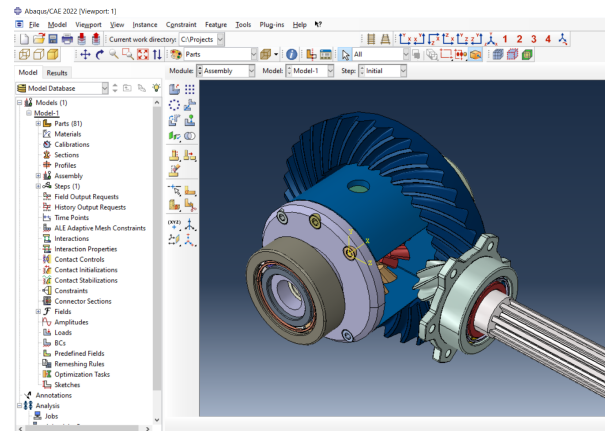 Abaqus/CAE 2022 [Viewport: 1]
File Model Viewport View Instance Constraint Feature Tools Plug-ins Help
Current work directory: C:\Projects
1 2 3 4
Parts
All
Model Results
Module: Assembly Model: Model-1 Step: Initial
Model Database
Models (1)
Model-1
Parts (81)
Materials
Calibrations
Sections
Profiles
Assembly
Steps (1)
Field Output Requests
History Output Requests
Time Points
ALE Adaptive Mesh Constraints
Interactions
Interaction Properties
Contact Controls
Contact Initializations
Contact Stabilizations
Constraints
Connector Sections
Fields
Amplitudes
Loads
BCs
Predefined Fields
Remeshing Rules
Optimization Tasks
Sketches
Annotations
Analysis
Jobs
(XYZ)
X